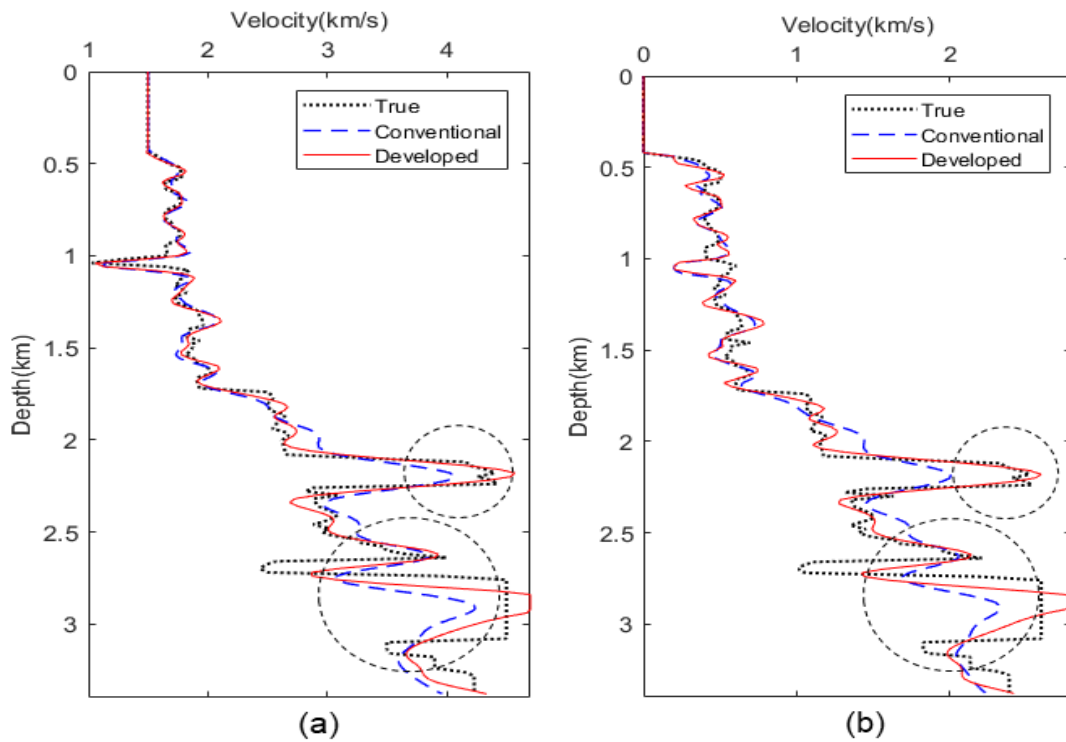 Velocity(km/s)
1 2 3 4
0
0.5
1
1.5
2
2.5
3
Depth(km)
True
Conventional
Developed
(a)
Velocity(km/s)
0 1 2
0
0.5
1
1.5
2
2.5
3
Depth(km)
True
Conventional
Developed
(b)